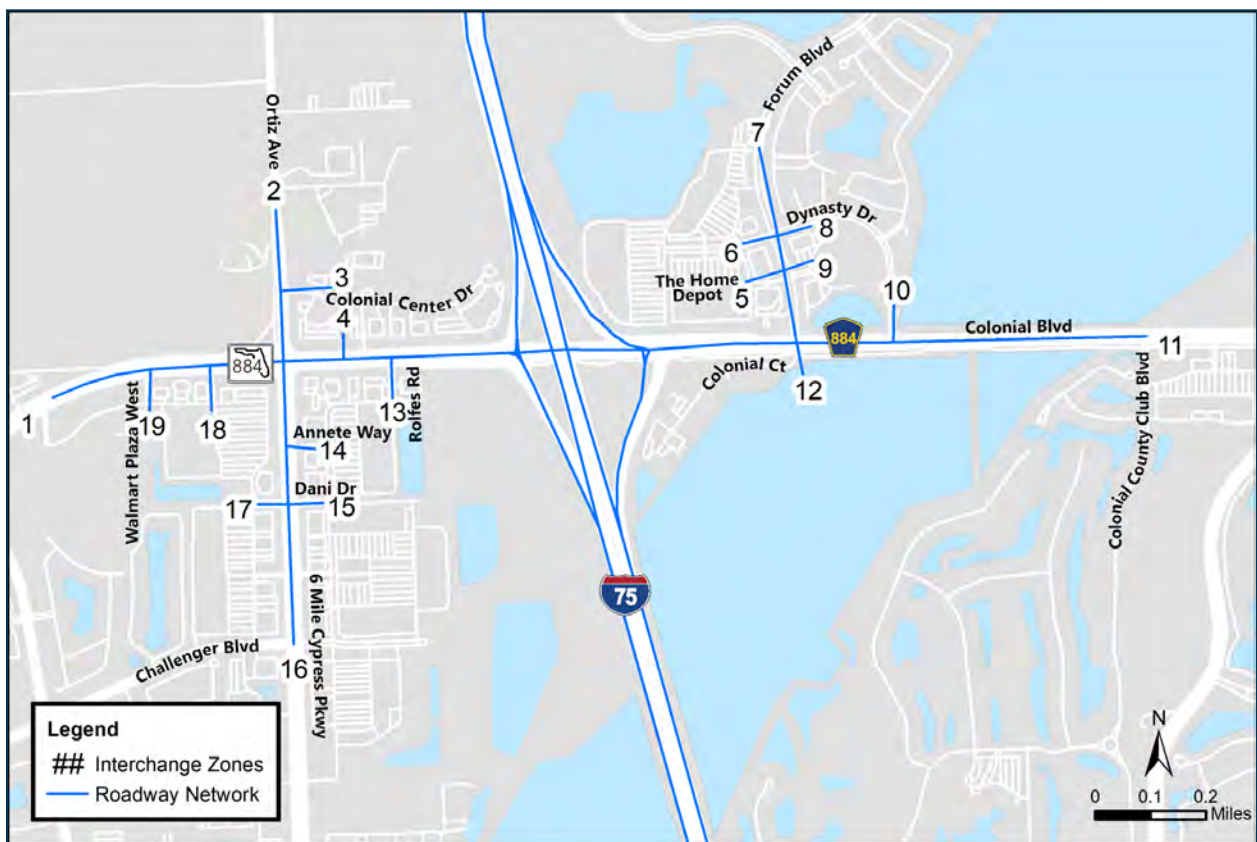 Forum Blvd
Ortiz Ave
7
2
Dynasty Dr
8
6
9
3
The Home
Depot
5
10
Colonial Center Dr
4
884
Colonial Blvd
11
884
Colonial Ct
12
1
Walmart Plaza West
19
18
13
Rolfes Rd
Annete Way
14
Colonial County Club Blvd
Dani Dr
17
15
75
6 Mile Cypress Pkwy
Challenger Blvd
16
Legend
## Interchange Zones
Roadway Network
N
0 0.1 0.2
Miles